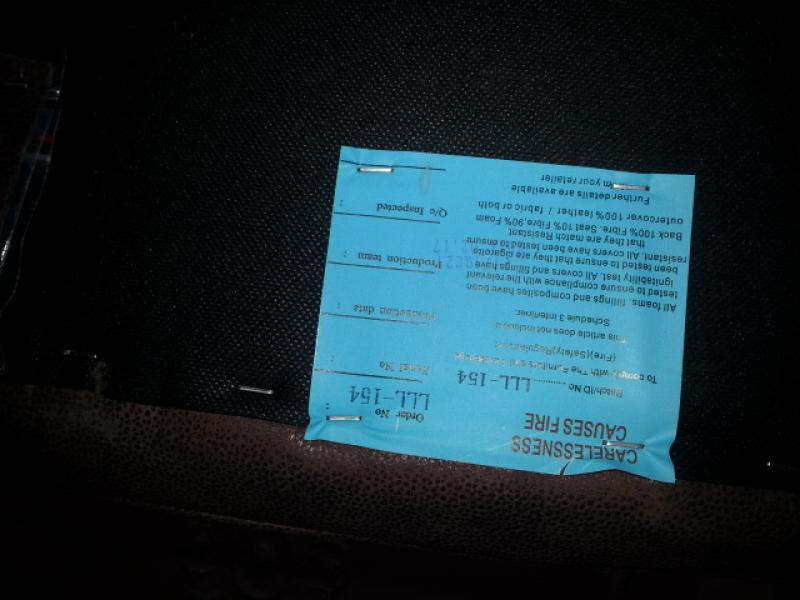 CARELESSNESS
CAUSES FIRE
Batch/ID No ............ LLL-154
To comply with The Furniture and
(Fire)(Safety)Regulations:
This article does not include a
Schedule 3 interliner.
All foams, fillings and composites have been
tested to ensure compliance with the relevant
ignitability test. All covers and fillings have
been tested to ensure that they are cigarette
resistant. All covers have been tested to ensure
that they are match Resistant
Back 100% Fibre. Seat 10% Fibre,90% Foam
outercover 100% leather / fabric or both
Further details are available
your retailer
Order No :
LLL-154
Model No :
Production date :
Production team :
Q/c Inspected :